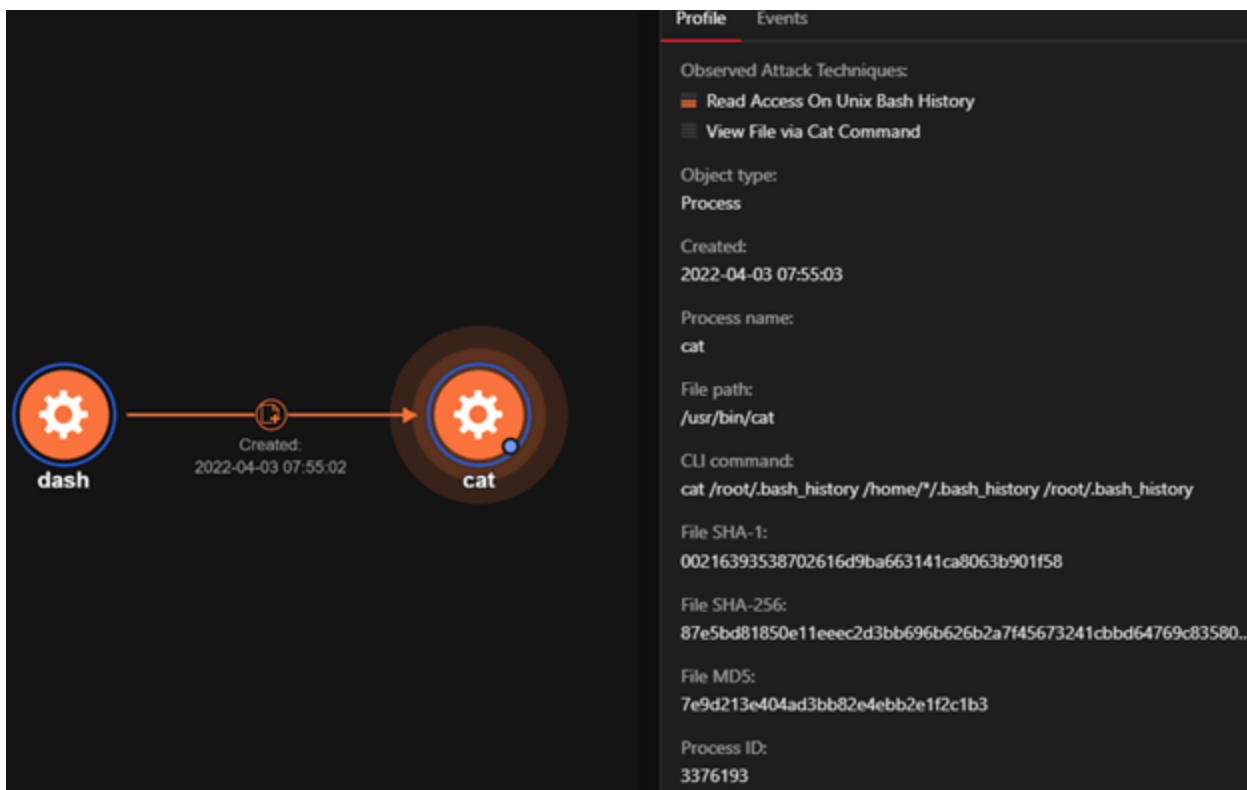 Profile Events
Observed Attack Techniques:
Read Access On Unix Bash History
View File via Cat Command
Object type:
Process
Created:
2022-04-03 07:55:03
Process name:
cat
File path:
/usr/bin/cat
CLI command:
cat /root/.bash_history /home/*/.bash_history /root/.bash_history
File SHA-1:
00216393538702616d9ba663141ca8063b901f58
File SHA-256:
87e5bd81850e11eeec2d3bb696b626b2a7f45673241cbbd64769c83580...
File MD5:
7e9d213e404ad3bb82e4ebb2e1f2c1b3
Process ID:
3376193
Created:
2022-04-03 07:55:02
dash
cat